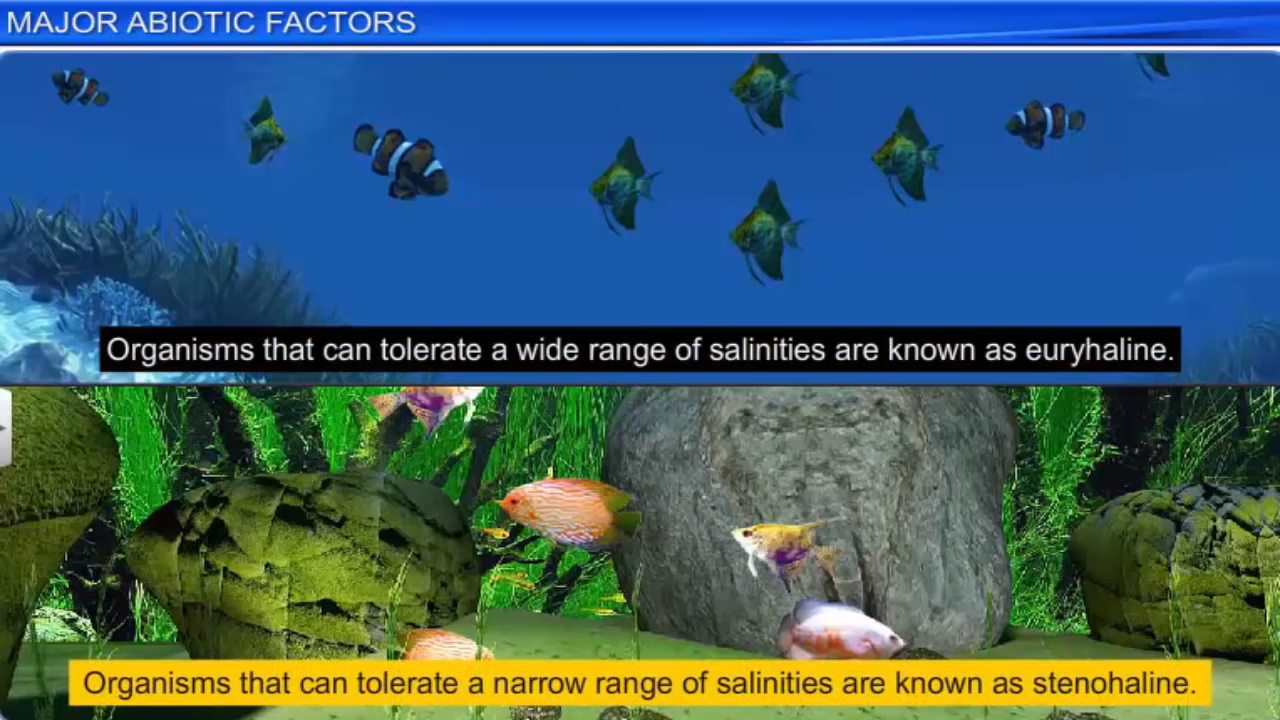 MAJOR ABIOTIC FACTORS
Organisms that can tolerate a wide range of salinities are known as euryhaline.
Organisms that can tolerate a narrow range of salinities are known as stenohaline.